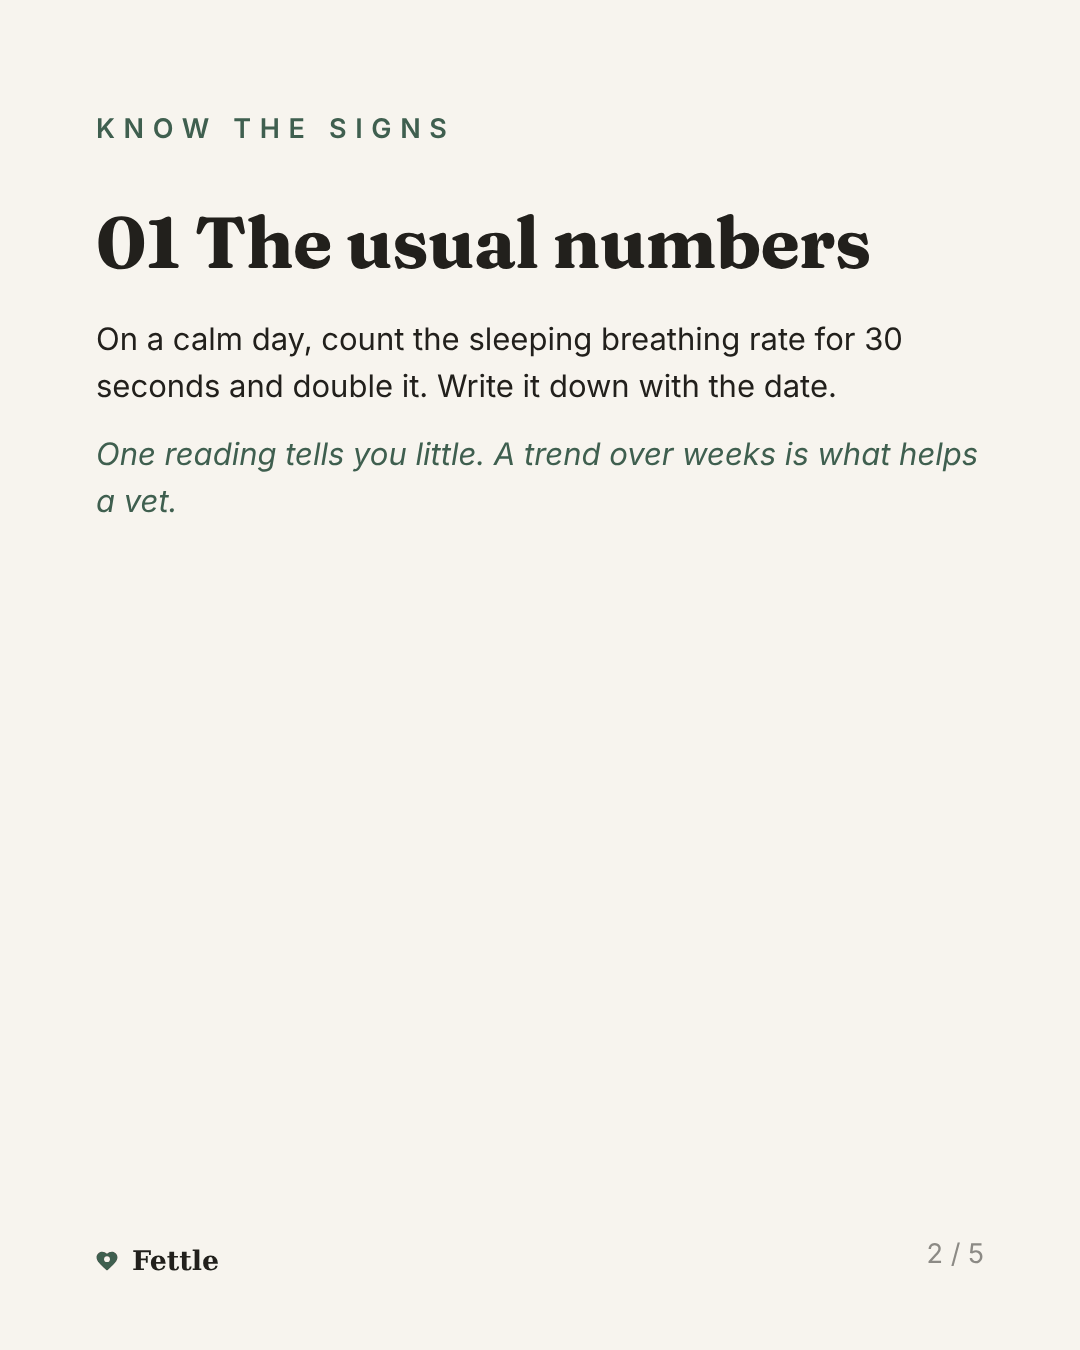 KNOW THE SIGNS
01 The usual numbers
On a calm day, count the sleeping breathing rate for 30
seconds and double it. Write it down with the date.
One reading tells you little. A trend over weeks is what helps
a vet.
Fettle
2 / 5